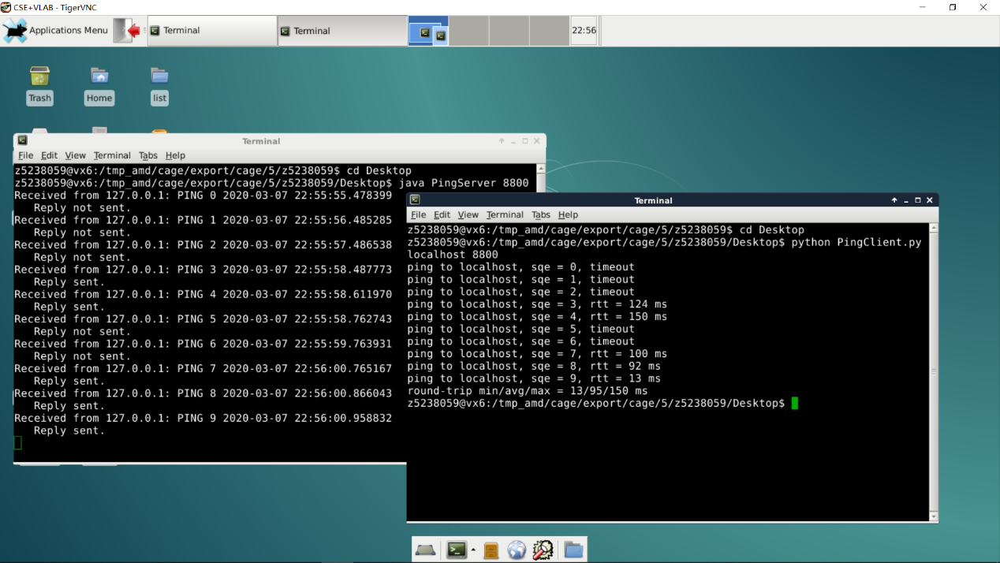 CSE+VLAB - TigerVNC
Applications Menu
Terminal
Terminal
22:56
Trash
Home
list
Terminal
File Edit View Terminal Tabs Help
z5238059@vx6:/tmp_amd/cage/export/cage/5/z5238059$ cd Desktop
z5238059@vx6:/tmp_amd/cage/export/cage/5/z5238059/Desktop$ java PingServer 8800
Received from 127.0.0.1: PING 0 2020-03-07 22:55:55.478399
Reply not sent.
Received from 127.0.0.1: PING 1 2020-03-07 22:55:56.485285
Reply not sent.
Received from 127.0.0.1: PING 2 2020-03-07 22:55:57.486538
Reply not sent.
Received from 127.0.0.1: PING 3 2020-03-07 22:55:58.487773
Reply sent.
Received from 127.0.0.1: PING 4 2020-03-07 22:55:58.611970
Reply sent.
Received from 127.0.0.1: PING 5 2020-03-07 22:55:58.762743
Reply not sent.
Received from 127.0.0.1: PING 6 2020-03-07 22:55:59.763931
Reply not sent.
Received from 127.0.0.1: PING 7 2020-03-07 22:56:00.765167
Reply sent.
Received from 127.0.0.1: PING 8 2020-03-07 22:56:00.866043
Reply sent.
Received from 127.0.0.1: PING 9 2020-03-07 22:56:00.958832
Reply sent.
Terminal
File Edit View Terminal Tabs Help
z5238059@vx6:/tmp_amd/cage/export/cage/5/z5238059$ cd Desktop
z5238059@vx6:/tmp_amd/cage/export/cage/5/z5238059/Desktop$ python PingClient.py
localhost 8800
ping to localhost, sqe = 0, timeout
ping to localhost, sqe = 1, timeout
ping to localhost, sqe = 2, timeout
ping to localhost, sqe = 3, rtt = 124 ms
ping to localhost, sqe = 4, rtt = 150 ms
ping to localhost, sqe = 5, timeout
ping to localhost, sqe = 6, timeout
ping to localhost, sqe = 7, rtt = 100 ms
ping to localhost, sqe = 8, rtt = 92 ms
ping to localhost, sqe = 9, rtt = 13 ms
round-trip min/avg/max = 13/95/150 ms
z5238059@vx6:/tmp_amd/cage/export/cage/5/z5238059/Desktop$